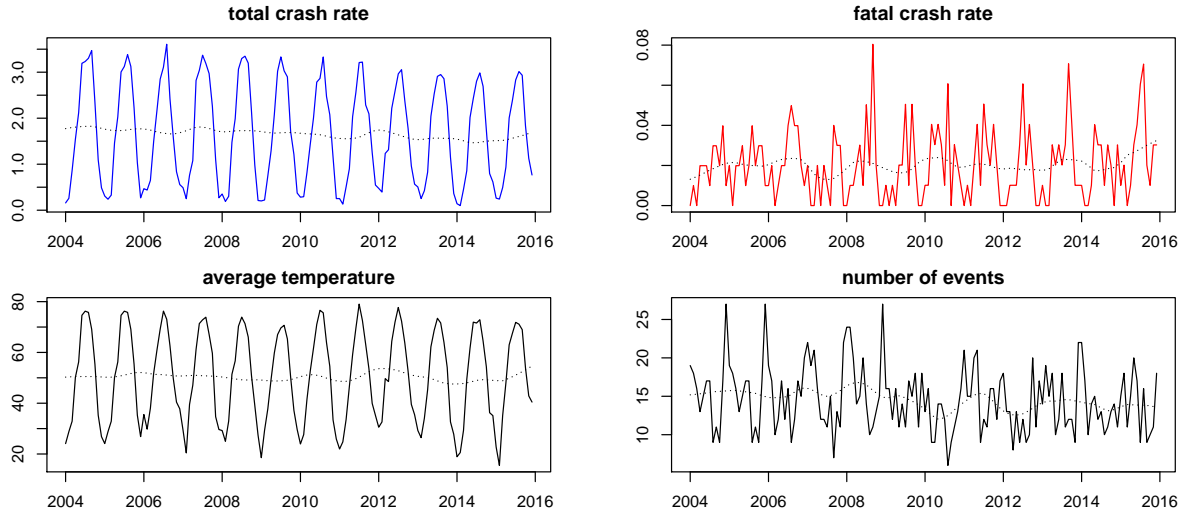 total crash rate
0.0 1.0 2.0 3.0
2004 2006 2008 2010 2012 2014 2016
fatal crash rate
0.00 0.04 0.08
2004 2006 2008 2010 2012 2014 2016
average temperature
20 40 60 80
2004 2006 2008 2010 2012 2014 2016
number of events
10 15 20 25
2004 2006 2008 2010 2012 2014 2016